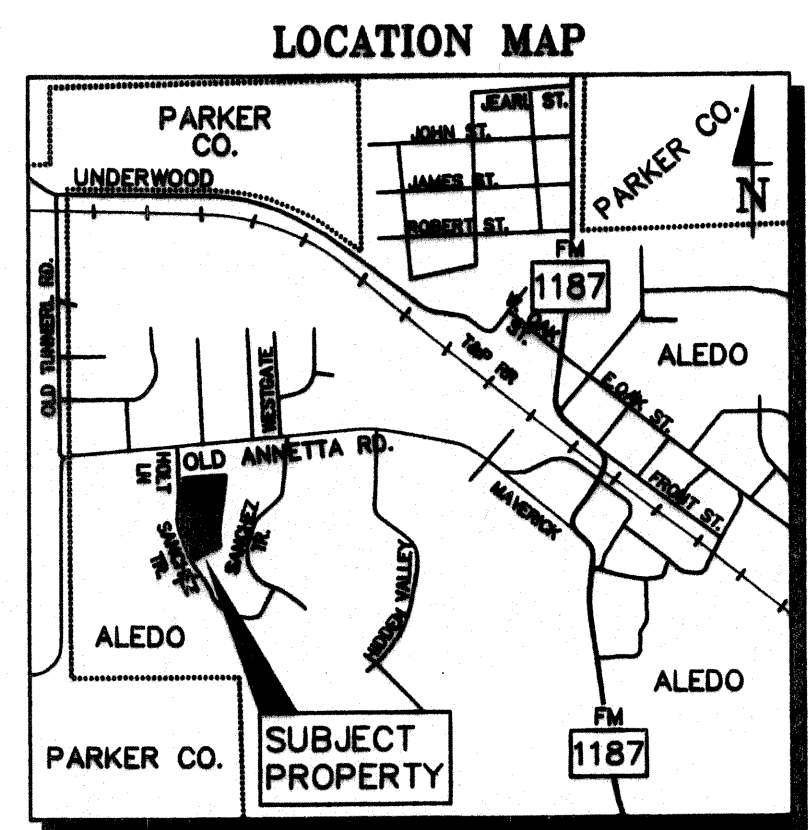 LOCATION MAP
PARKER
CO.
JEARL ST.
JOHN ST.
JAMES ST.
ROBERT ST.
PARKER CO.
N
UNDERWOOD
FM
1187
OLD TUNNERL RD.
W. OAK
ST.
T&P RR
ALEDO
E.OAK ST.
WESTGATE
OLD ANNETTA RD.
HOLT
LN
FRONT ST.
MAVERICK
SANCHEZ
TR.
SANCHEZ
TR.
HIDDEN VALLEY
ALEDO
ALEDO
PARKER CO.
SUBJECT
PROPERTY
FM
1187